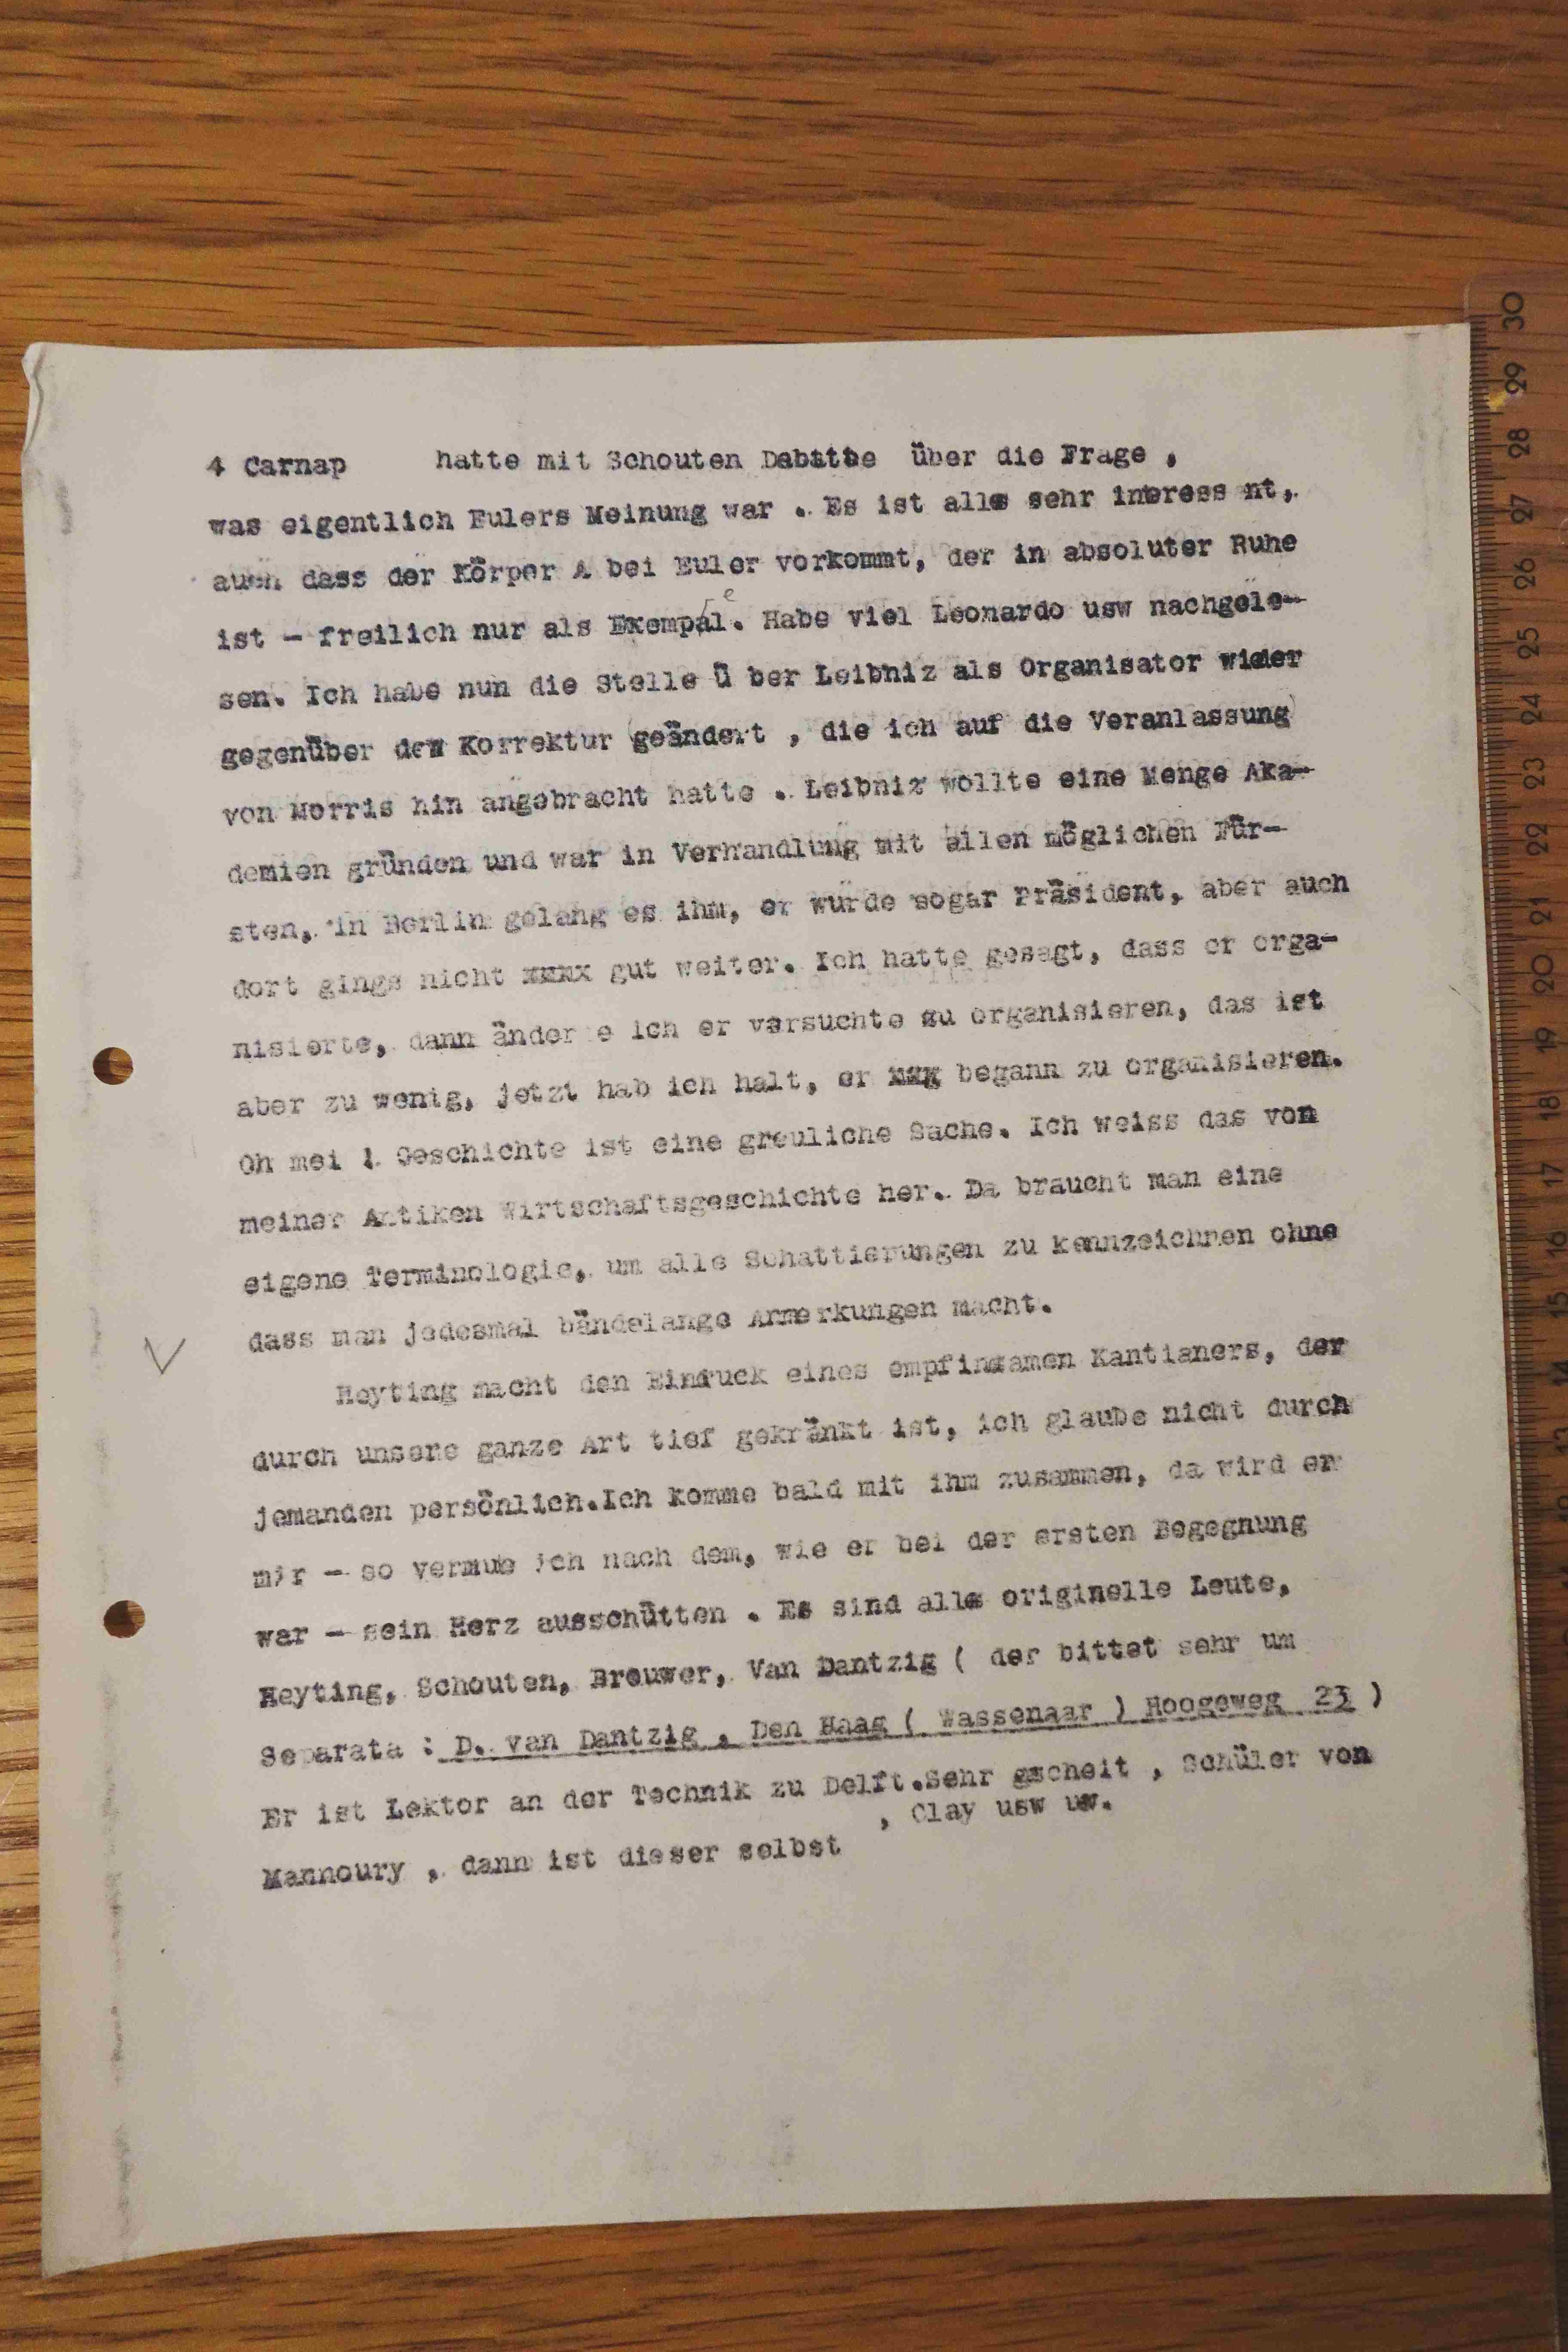 4 Carnap hatte mit Schouten Debatte über die Frage ,
was eigentlich Eulers Meinung war . Es ist alles sehr interess nt,
auch dass der Körper A bei Euler vorkommt, der in absoluter Ruhe
ist - freilich nur als Exempel. Habe viel Leonardo usw nachgele-
sen. Ich habe nun die Stelle ü ber Leibniz als Organisator wieder
gegenüber der Korrektur geändert , die ich auf die Veranlassung
von Morris hin angebracht hatte . Leibniz wollte eine Menge Aka-
demien gründen und war in Verhandlung mit allen möglichen Für-
sten, in Berlin gelang es ihm, er wurde sogar Präsident, aber auch
dort gings nicht xxxx gut weiter. Ich hatte gesagt, dass er orga-
nisierte, dann änder e ich er versuchte zu organisieren, das ist
aber zu wenig, jetzt hab ich halt, er xxx begann zu organisieren.
Oh mei ! Geschichte ist eine greuliche Sache. Ich weiss das von
meiner Antiken Wirtschaftsgeschichte her. Da braucht man eine
eigene Terminologie, um alle Schattierungen zu kennzeichnen ohne
dass man jedesmal bändelange Anmerkungen macht.
Heyting macht den Eindruck eines empfindsamen Kantianers, der
durch unsere ganze Art tief gekränkt ist, ich glaube nicht durch
jemanden persönlich.Ich komme bald mit ihm zusammen, da wird er
mir - so vermute ich nach dem, wie er bei der ersten Begegnung
war - sein Herz ausschütten . Es sind alles originelle Leute,
Heyting, Schouten, Brouwer, Van Dantzig ( der bittet sehr um
Separata : D. van Dantzig , Den Haag ( Wassenaar ) Hoogeweg 23 )
Er ist Lektor an der Technik zu Delft.Sehr gscheit , Schüler von
Mannoury , dann ist dieser selbst , Clay usw usw.